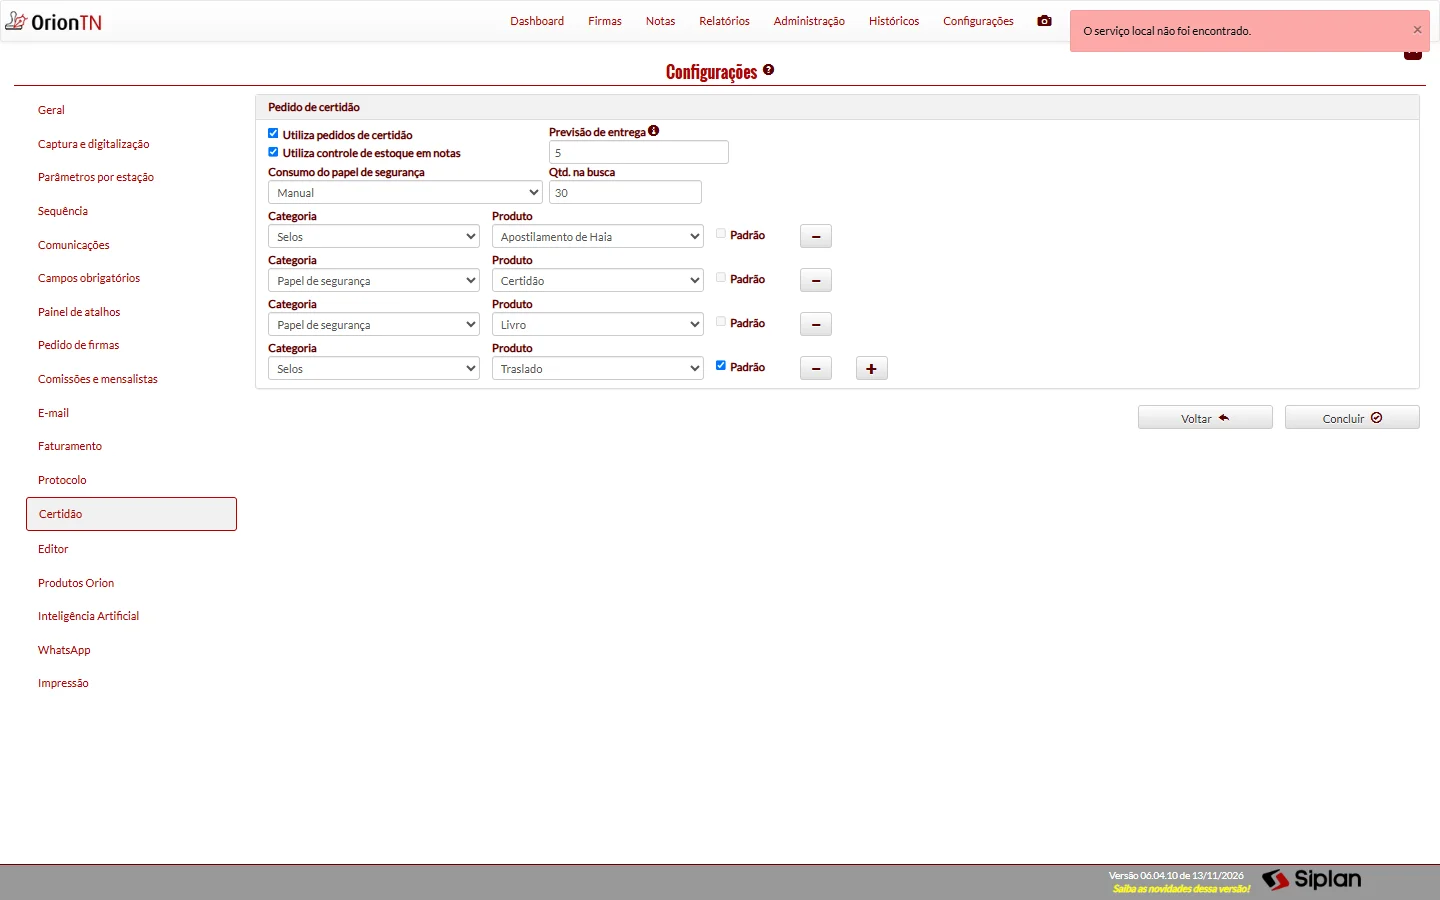 OrionTN
Dashboard Firmas Notas Relatórios Administração Históricos Configurações
O serviço local não foi encontrado. ×
Configurações
Geral
Captura e digitalização
Parâmetros por estação
Sequência
Comunicações
Campos obrigatórios
Painel de atalhos
Pedido de firmas
Comissões e mensalistas
E-mail
Faturamento
Protocolo
Certidão
Editor
Produtos Orion
Inteligência Artificial
WhatsApp
Impressão
Pedido de certidão
Utiliza pedidos de certidão
Utiliza controle de estoque em notas
Previsão de entrega
5
Consumo do papel de segurança
Manual
Qtd. na busca
30
Categoria Produto
Selos Apostilamento de Haia Padrão
Categoria Produto
Papel de segurança Certidão Padrão
Categoria Produto
Papel de segurança Livro Padrão
Categoria Produto
Selos Traslado Padrão
Voltar Concluir
Versão 06.04.10 de 13/11/2026
Saiba as novidades dessa versão!
Siplan